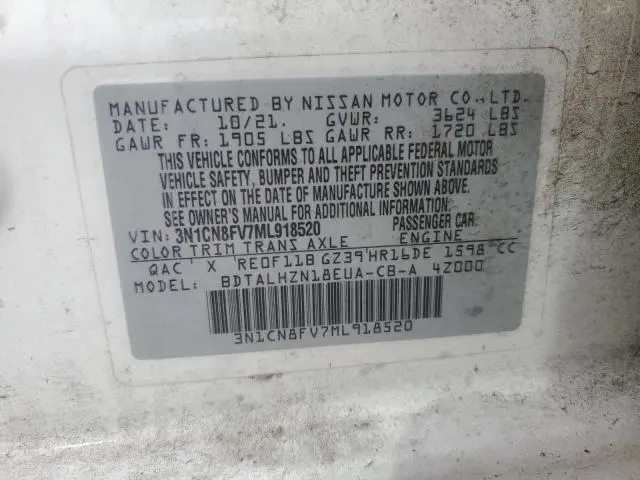 MANUFACTURED BY NISSAN MOTOR CO., LTD.
DATE: 10/21. GVWR: 3624 LBS
GAWR FR: 1905 LBS GAWR RR: 1720 LBS
THIS VEHICLE CONFORMS TO ALL APPLICABLE FEDERAL MOTOR
VEHICLE SAFETY, BUMPER AND THEFT PREVENTION STANDARDS
IN EFFECT ON THE DATE OF MANUFACTURE SHOWN ABOVE.
SEE OWNER'S MANUAL FOR ADDITIONAL INFORMATION.
VIN: 3N1CN8FV7ML918520 PASSENGER CAR.
COLOR TRIM TRANS AXLE ENGINE
QAC X RE0F11B GZ39 HR16DE 1598 CC
MODEL: BDTALHZN18EUA-CB-A 4Z000
3N1CN8FV7ML918520